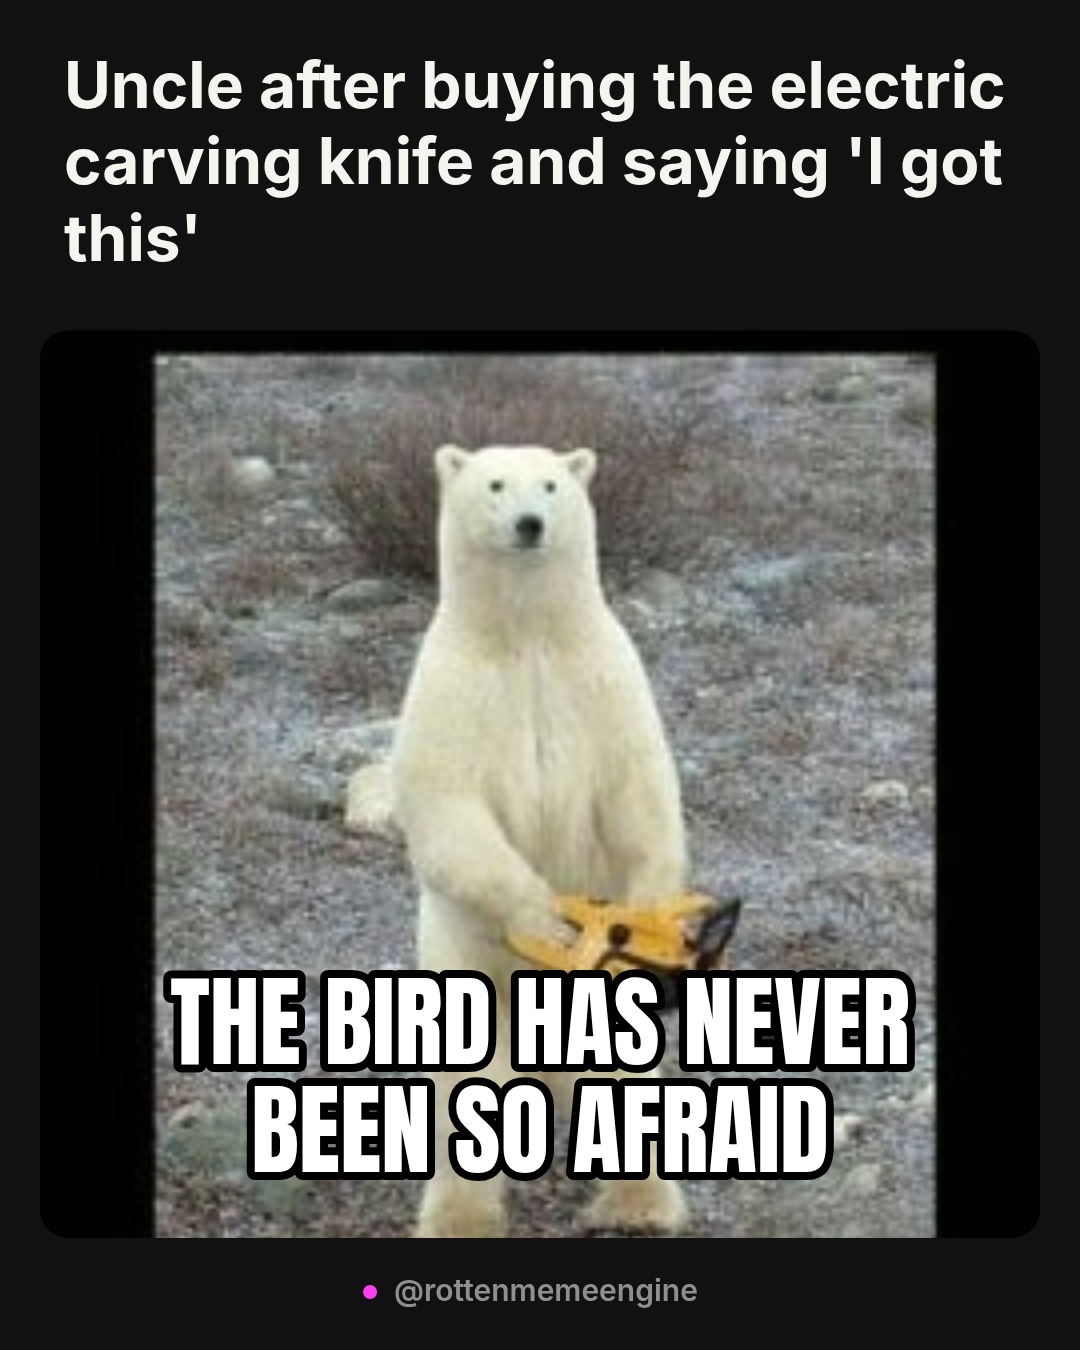 Uncle after buying the electric
carving knife and saying 'I got
this'
THE BIRD HAS NEVER
BEEN SO AFRAID
@rottenmemeengine